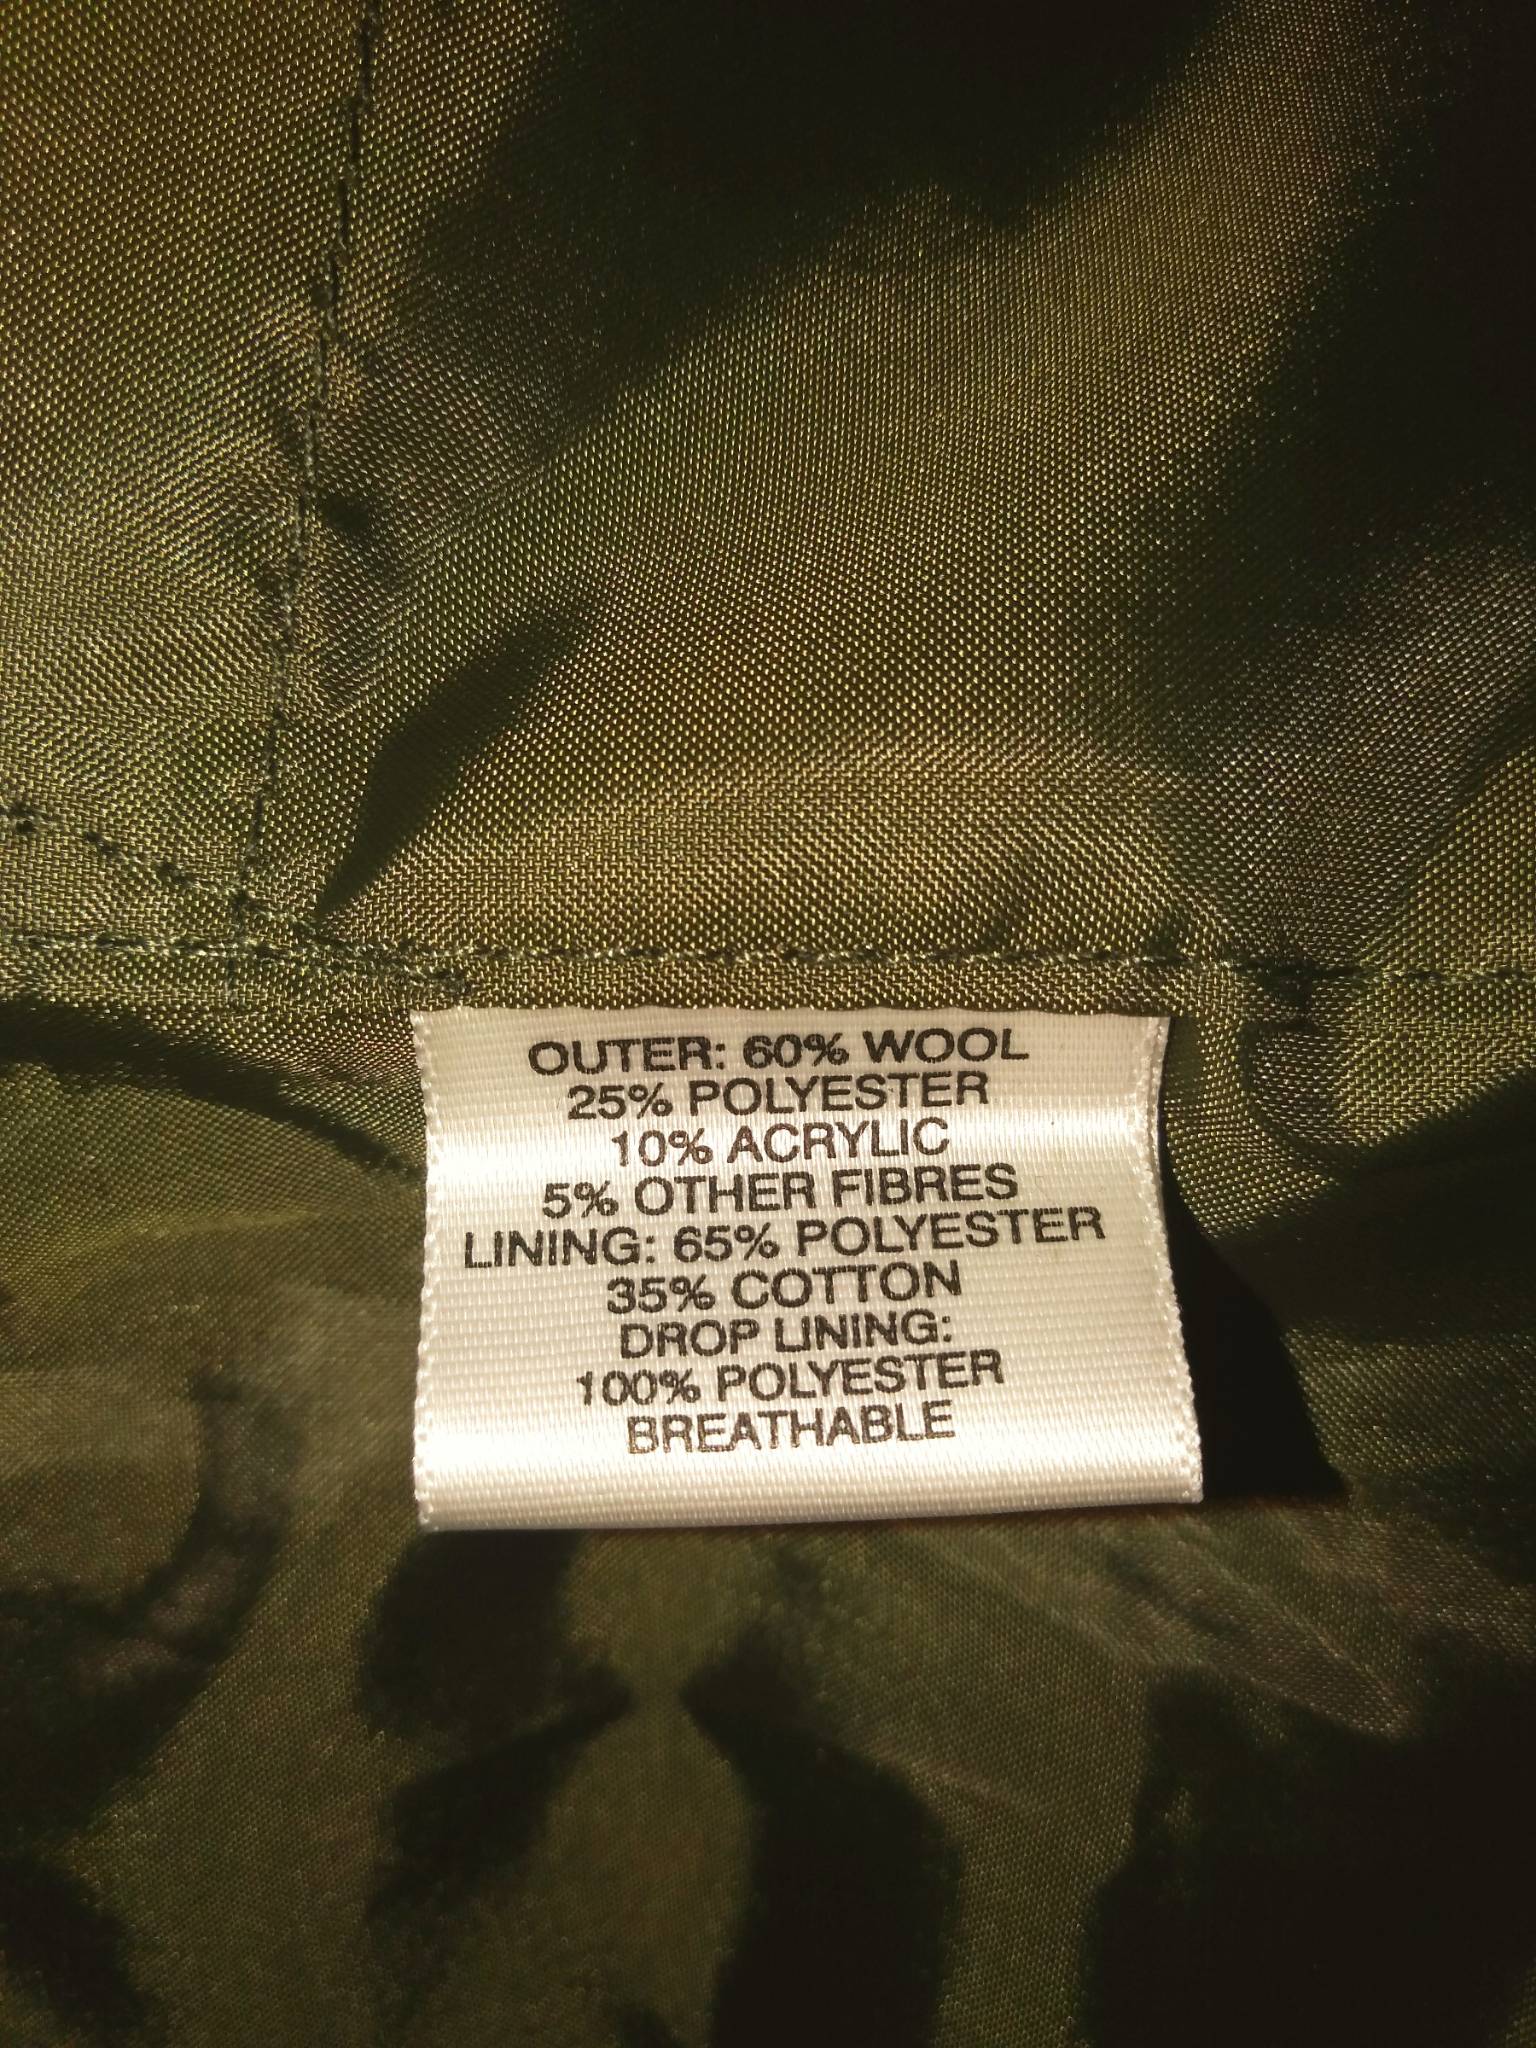 OUTER: 60% WOOL
25% POLYESTER
10% ACRYLIC
5% OTHER FIBRES
LINING: 65% POLYESTER
35% COTTON
DROP LINING:
100% POLYESTER
BREATHABLE